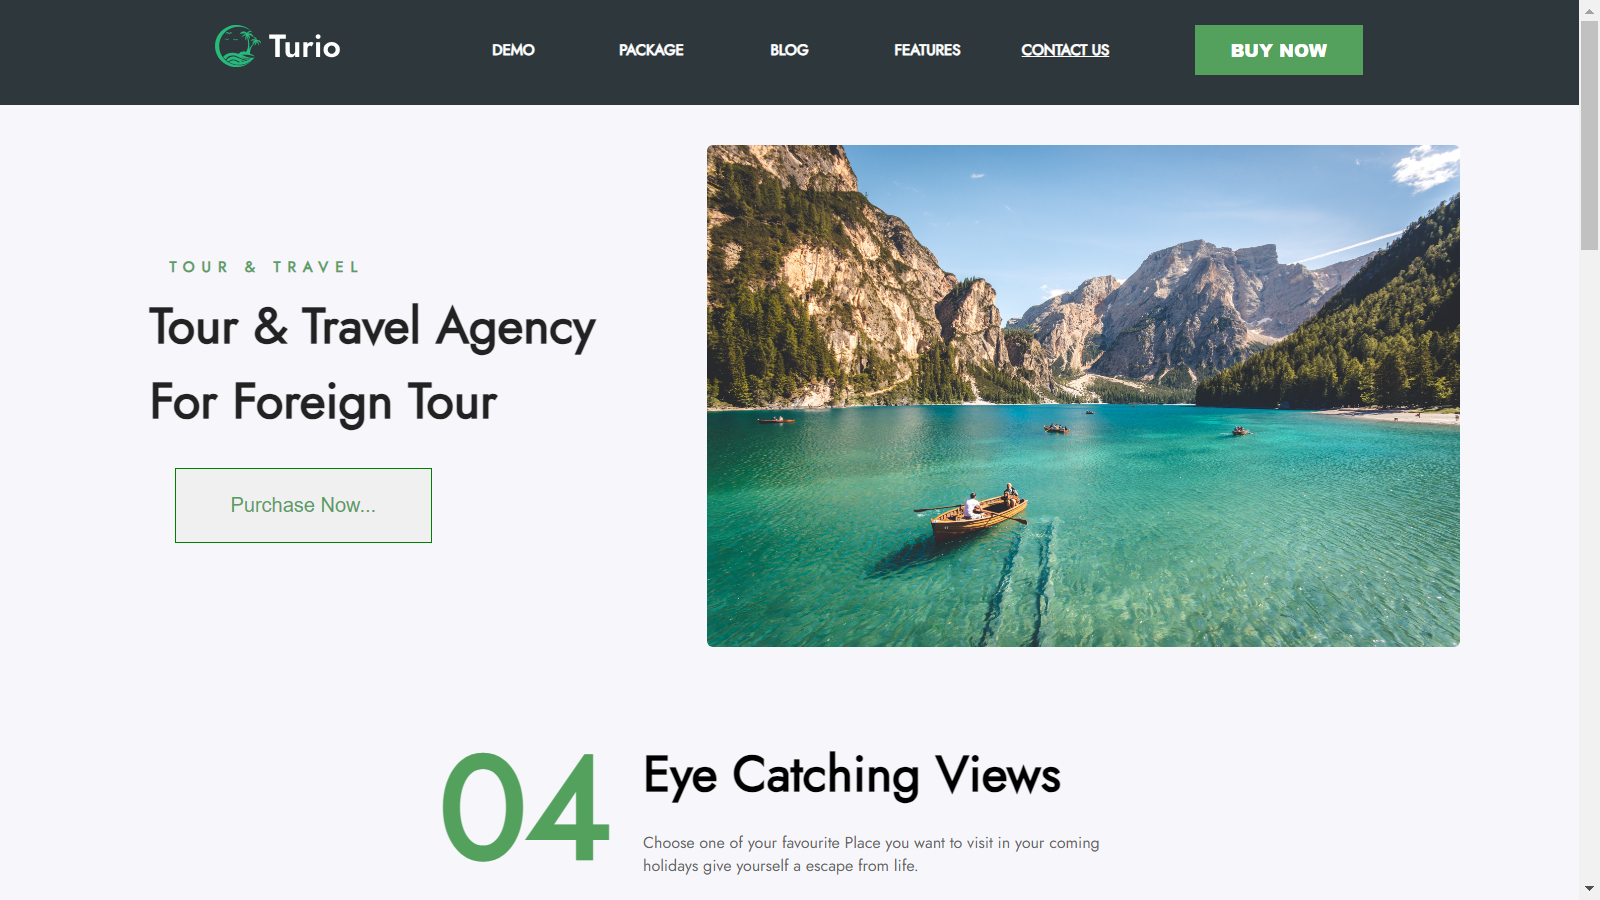 Turio
DEMO
PACKAGE
BLOG
FEATURES
CONTACT US
BUY NOW
TOUR & TRAVEL
Tour & Travel Agency
For Foreign Tour
Purchase Now...
04
Eye Catching Views
Choose one of your favourite Place you want to visit in your coming
holidays give yourself a escape from life.